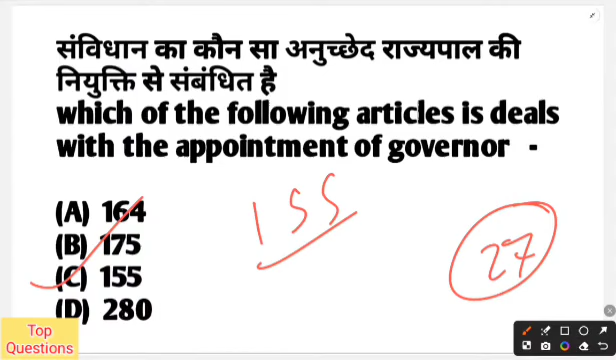 संविधान का कौन सा अनुच्छेद राज्यपाल की
नियुक्ति से संबंधित है
which of the following articles is deals
with the appointment of governor -
(A) 164
(B) 175
(C) 155
(D) 280
155
27
Top
Questions